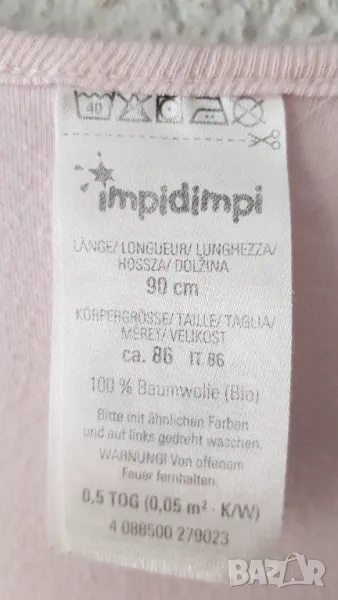 40
impidimpi
LÄNGE/ LONGUEUR/ LUNGHEZZA/
HOSSZA/ DOLŽINA
90 cm
KÖRPERGRÖSSE/ TAILLE/ TAGLIA/
MÉRET/ VELIKOST
ca. 86 IT 86
100 % Baumwolle (Bio)
Bitte mit ähnlichen Farben
und auf links gedreht waschen.
WARNUNG! Von offenem
Feuer fernhalten.
0,5 TOG (0,05 m² · K/W)
4 088500 279023
BAZAR